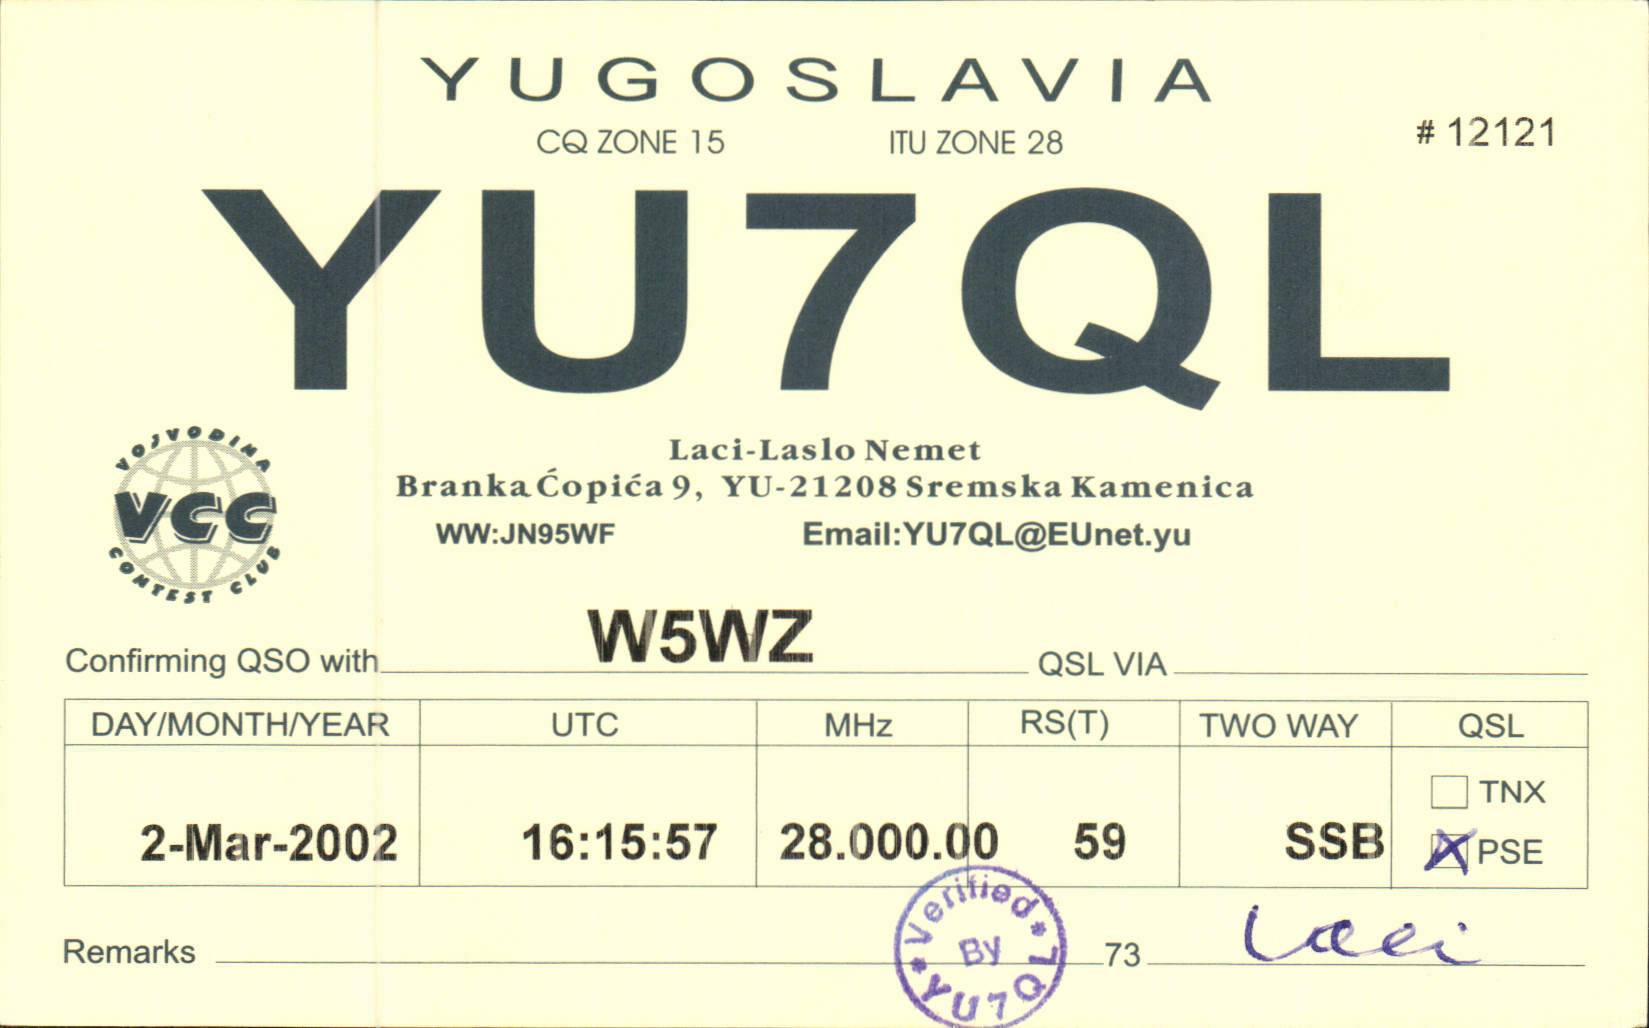 YUGOSLAVIA
CQ ZONE 15 ITU ZONE 28
# 12121
YU7QL
Laci-Laslo Nemet
Branka Ćopića 9, YU-21208 Sremska Kamenica
WW:JN95WF Email:YU7QL@EUnet.yu
VOJVODINA
VCC
CONTEST CLUB
Confirming QSO with W5WZ QSL VIA
DAY/MONTH/YEAR UTC MHz RS(T) TWO WAY QSL
TNX
2-Mar-2002 16:15:57 28.000.00 59 SSB PSE
Remarks 73 Laci
Verified By YU7QL